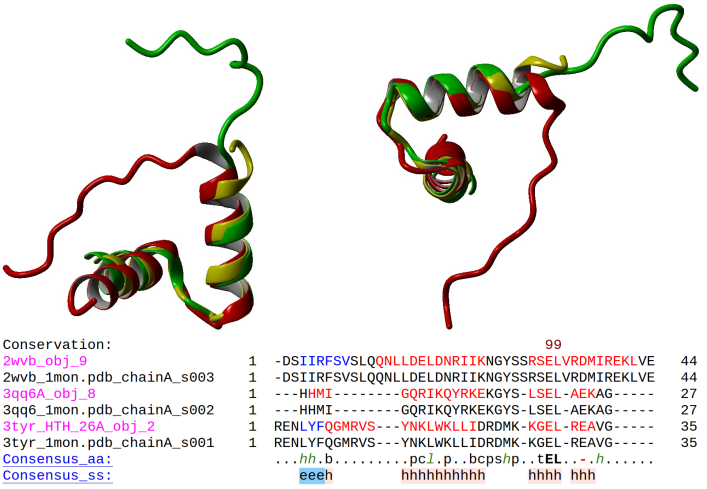 Conservation: 99
2wvb_obj_9 1 -DSIIRFSVSLQQNLLDELDNRIIKNGYSSRSELVRDMIREKLVE 44
2wvb_1mon.pdb_chainA_s003 1 -DSIIRFSVSLQQNLLDELDNRIIKNGYSSRSELVRDMIREKLVE 44
3qq6A_obj_8 1 ---HHMI--------GQRIKQYRKEKGYS-LSEL-AEKAG----- 27
3qq6_1mon.pdb_chainA_s002 1 ---HHMI--------GQRIKQYRKEKGYS-LSEL-AEKAG----- 27
3tyr_HTH_26A_obj_2 1 RENLYFQGMRVS---YNKLWKLLIDRDMK-KGEL-REAVG----- 35
3tyr_1mon.pdb_chainA_s001 1 RENLYFQGMRVS---YNKLWKLLIDRDMK-KGEL-REAVG----- 35
Consensus_aa: ...hh.b........pcl.p..bcpshp..tEL.-..h.....
Consensus_ss: eeeh hhhhhhhhhh hhhh hhh